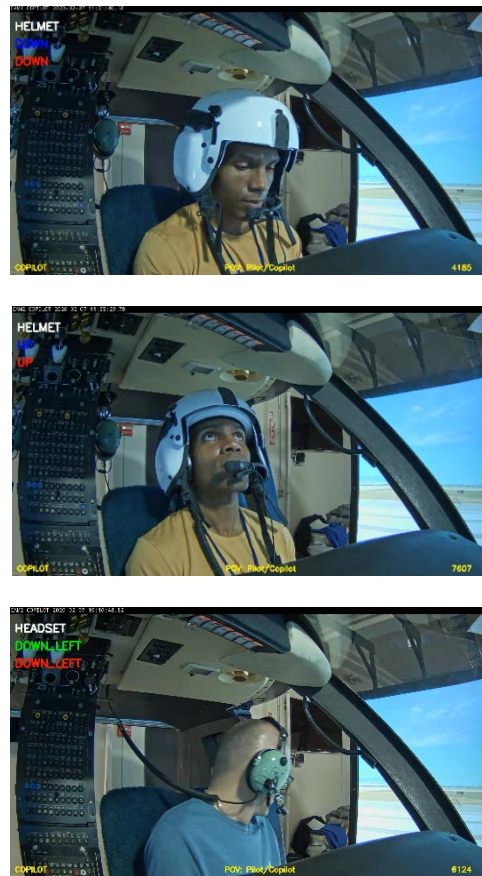 HELMET
DOWN
DOWN
COPILOT
POV: Pilot/Copilot
4185
HELMET
UP
UP
COPILOT
POV: Pilot/Copilot
7607
HEADSET
DOWN_LEFT
DOWN_LEFT
COPILOT
POV: Pilot/Copilot
6124